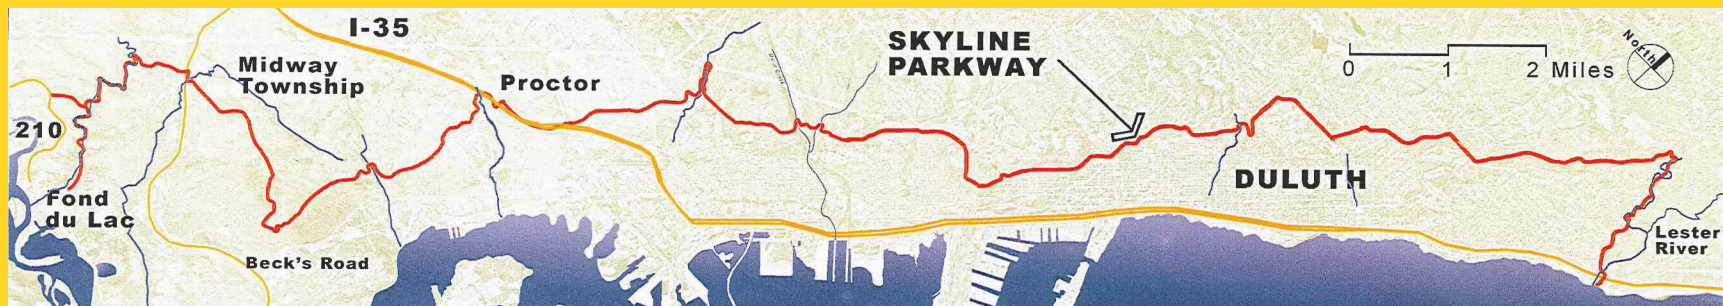 I-35
SKYLINE
PARKWAY
North
Midway
Township
Proctor
0 1 2 Miles
210
Fond
du Lac
DULUTH
Beck's Road
Lester
River